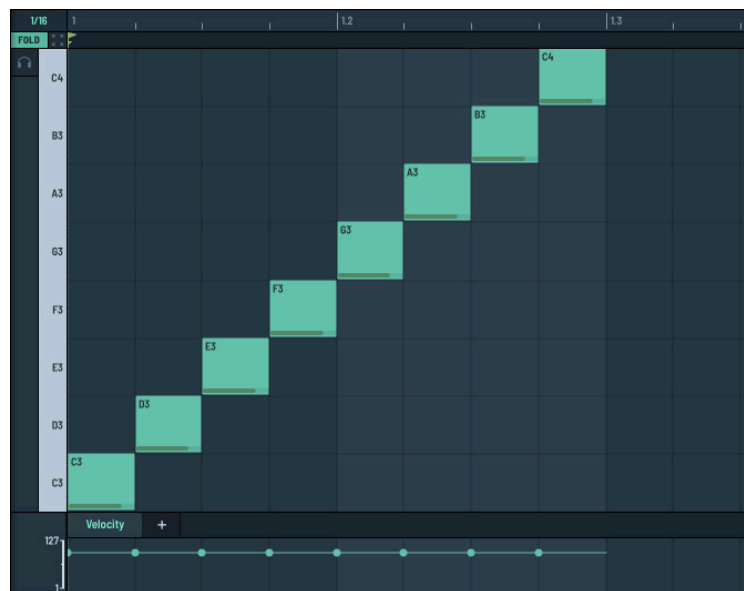 1/16 1 1.2 1.3
FOLD
C4 C4
B3 B3
A3 A3
G3 G3
F3 F3
E3 E3
D3 D3
C3 C3
Velocity +
127
1